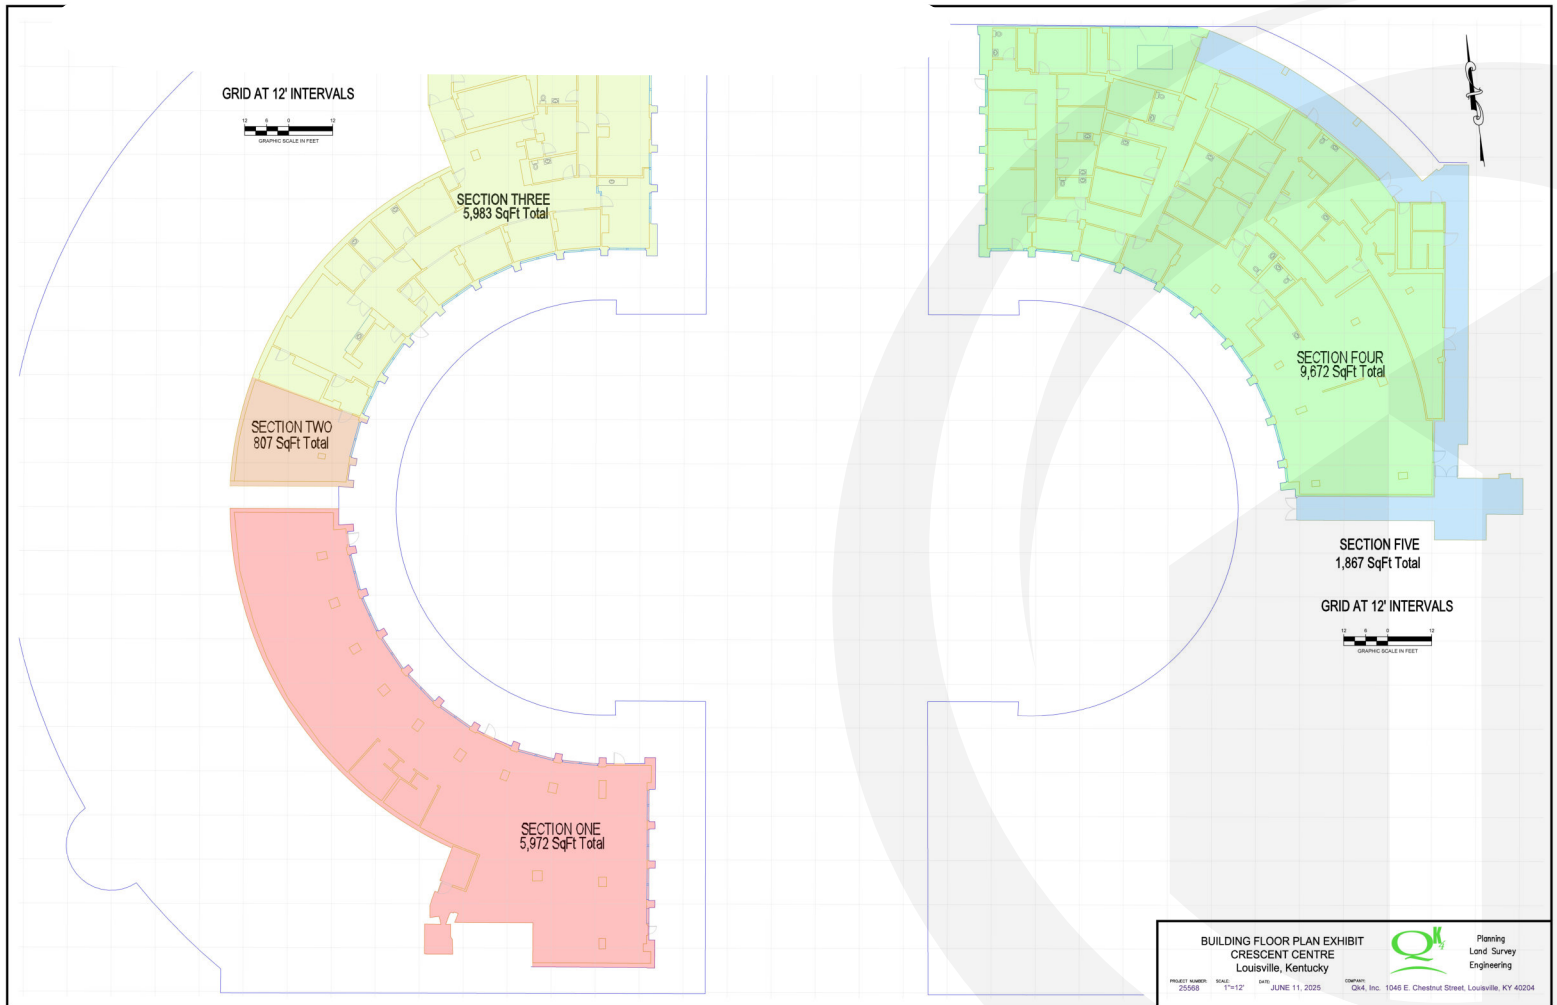 GRID AT 12' INTERVALS
12 6 0 12
GRAPHIC SCALE IN FEET
SECTION THREE
5,983 SqFt Total
SECTION TWO
807 SqFt Total
SECTION ONE
5,972 SqFt Total
SECTION FOUR
9,672 SqFt Total
SECTION FIVE
1,867 SqFt Total
GRID AT 12' INTERVALS
12 6 0 12
GRAPHIC SCALE IN FEET
BUILDING FLOOR PLAN EXHIBIT
CRESCENT CENTRE
Louisville, Kentucky
PROJECT NUMBER: 25568 SCALE: 1"=12' DATE: JUNE 11, 2025 COMPANY: Qk4, Inc. 1046 E. Chestnut Street, Louisville, KY 40204
QK4
Planning
Land Survey
Engineering